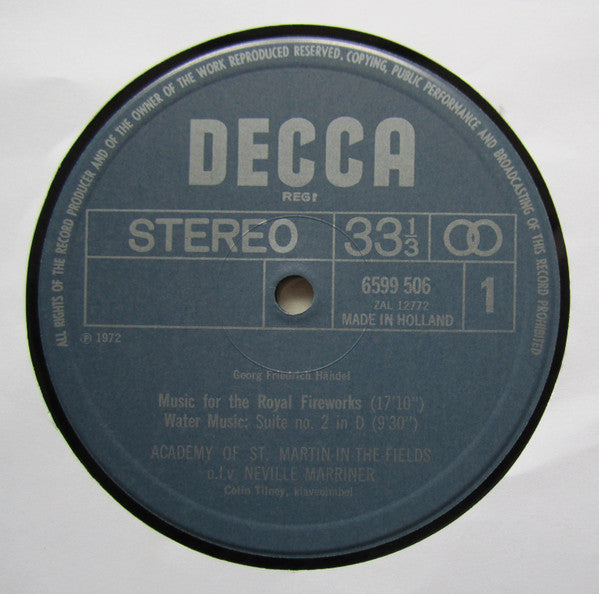 ALL RIGHTS OF THE RECORD PRODUCER AND OF THE OWNER OF THE WORK REPRODUCED RESERVED. COPYING, PUBLIC PERFORMANCE AND BROADCASTING OF THIS RECORD PROHIBITED
DECCA
REG!
STEREO
33 1/3
6599 506
ZAL 12772
MADE IN HOLLAND
1
℗ 1972
Georg Friedrich Händel
Music for the Royal Fireworks (17'10")
Water Music: Suite no. 2 in D (9'30")
ACADEMY OF ST. MARTIN IN THE FIELDS
o.l.v. NEVILLE MARRINER
Colin Tilney, klavecimbel